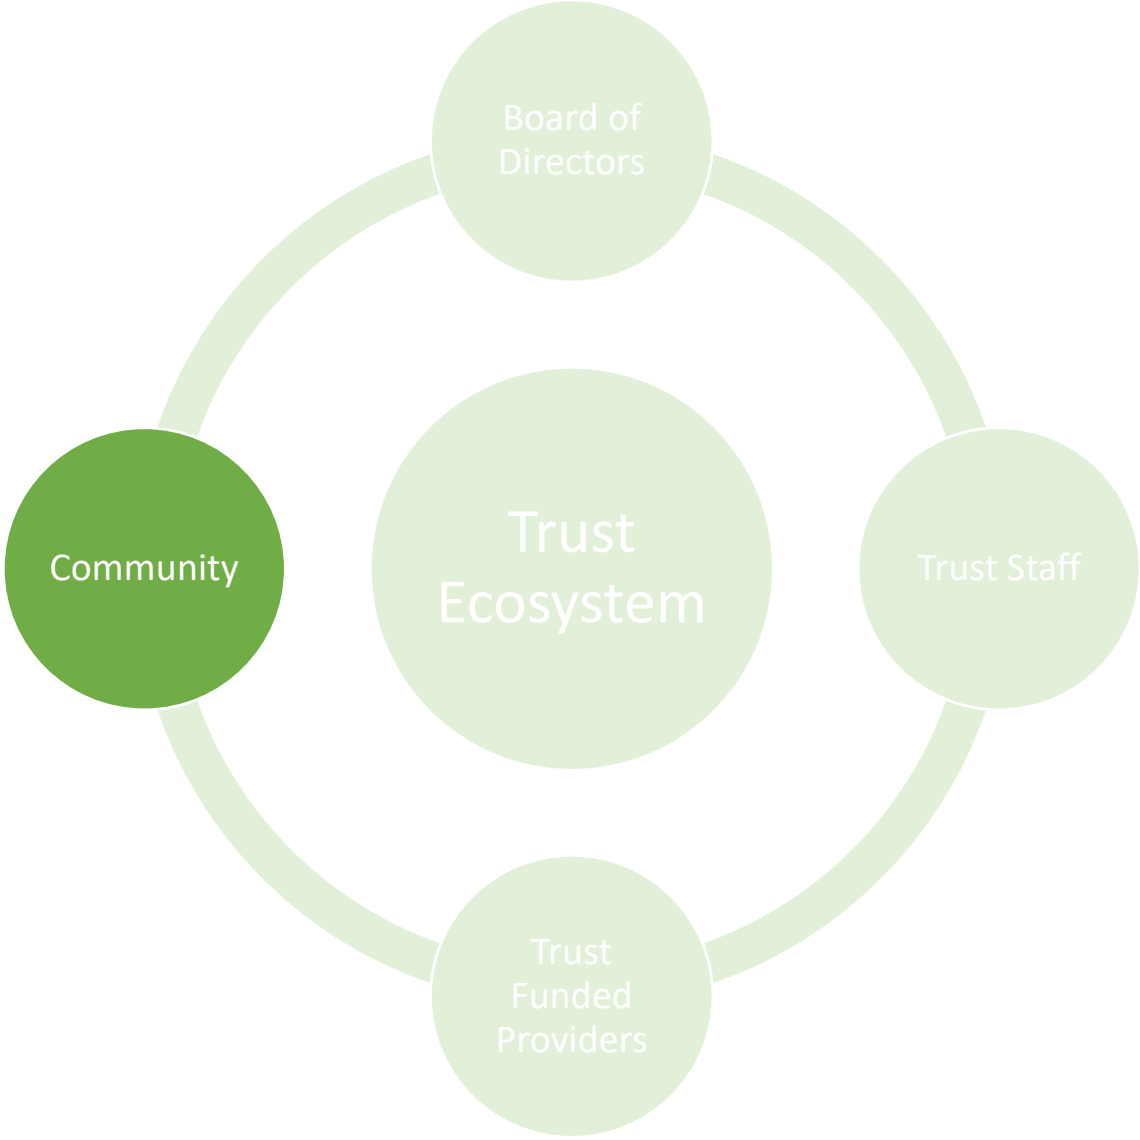 Board of
Directors
Community
Trust
Ecosystem
Trust Staff
Trust
Funded
Providers